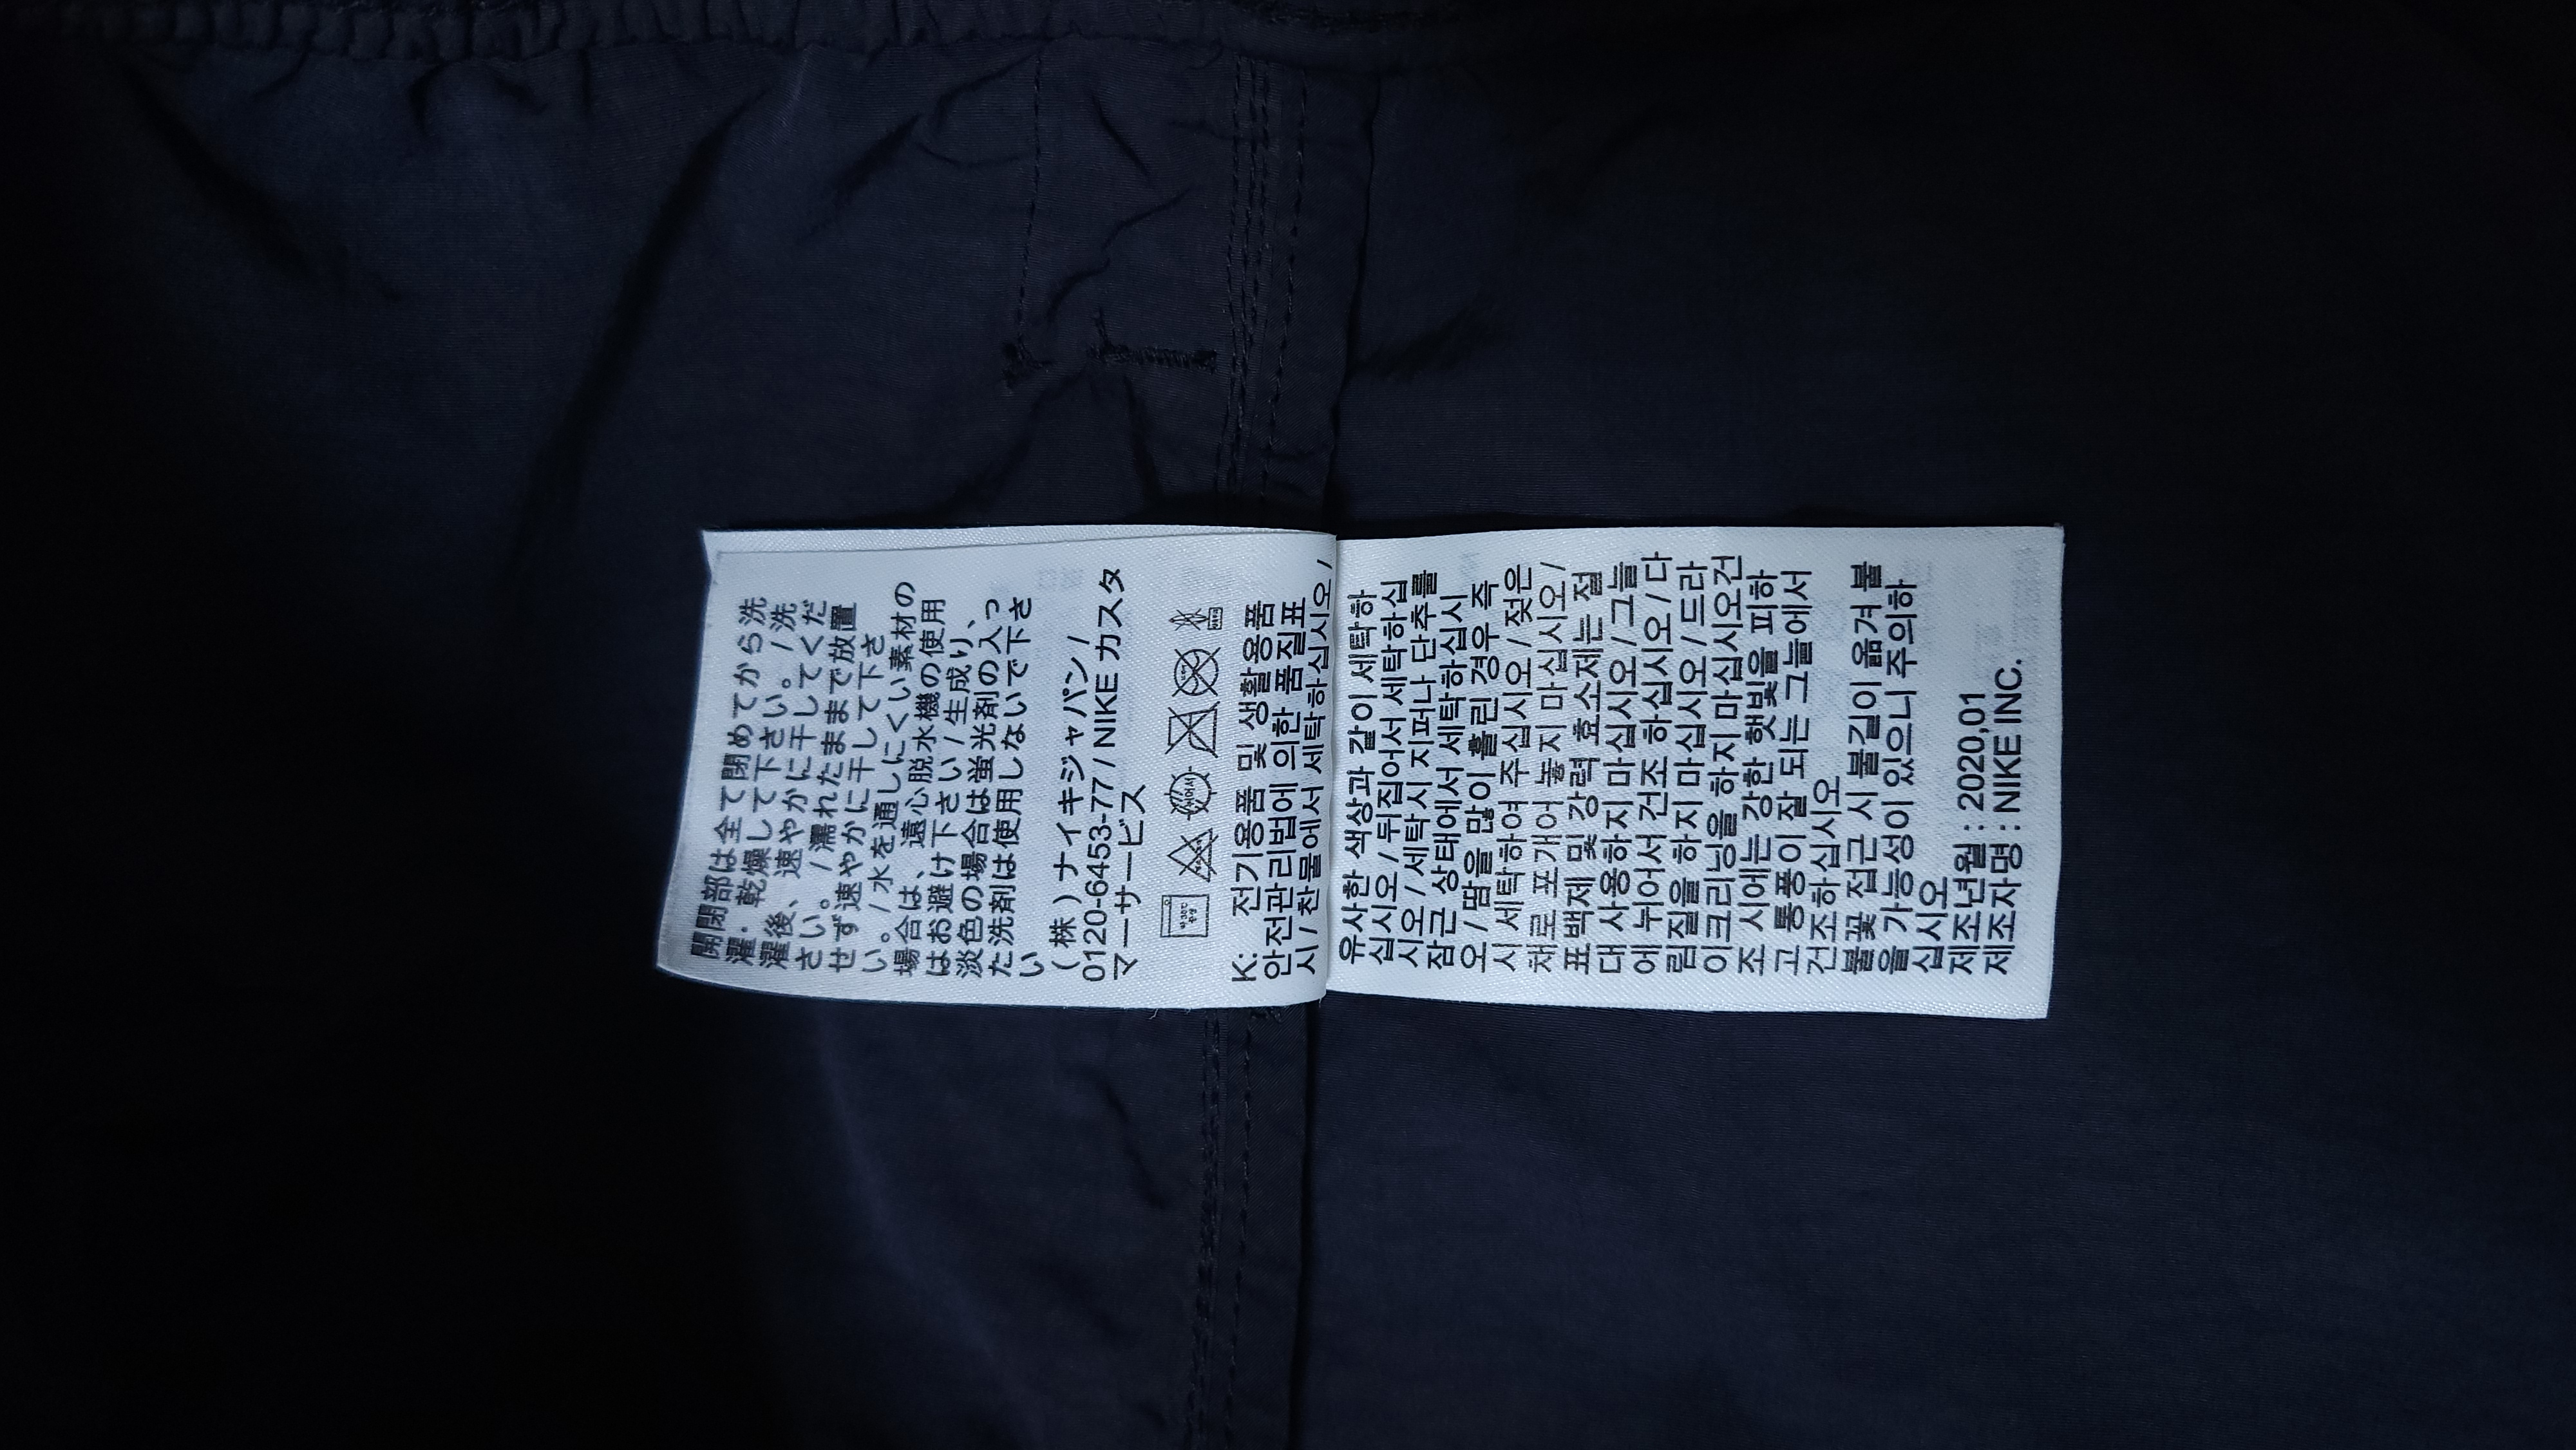 開閉部は全て閉めてから洗
濯・乾燥して下さい。/ 洗
濯後、速やかに干してくだ
さい。/ 濡れたままで放置
せず速やかに干して下さ
い。/ 水を通しにくい素材の
場合は、遠心脱水機の使用
はお避け下さい / 生成り、
淡色の場合は蛍光剤の入っ
た洗剤は使用しないで下さ
い
(株) ナイキジャパン /
0120-6453-77 / NIKE カスタ
マーサービス
K: 전기용품 및 생활용품
안전관리법에 의한 품질표
시 / 찬물에서 세탁하십시오 /
유사한 색상과 같이 세탁하
십시오 / 뒤집어서 세탁하십
시오 / 세탁시 지퍼나 단추를
잠근 상태에서 세탁하십시
오 / 땀을 많이 흘린 경우 즉
시 세탁하여 주십시오 / 젖은
채로 포개어 놓지 마십시오 /
표백제 및 강력 효소제는 절
대 사용하지 마십시오 / 그늘
에 뉘어서 건조 하십시오 / 다
림질을 하지 마십시오 / 드라
이크리닝을 하지 마십시오건
조 시에는 강한 햇빛을 피하
고 통풍이 잘 되는 그늘에서
건조하십시오
불꽃 접근 시 불길이 옮겨 붙
을 가능성이 있으니 주의하
십시오
제조년월 : 2020,01
제조자명 : NIKE INC.